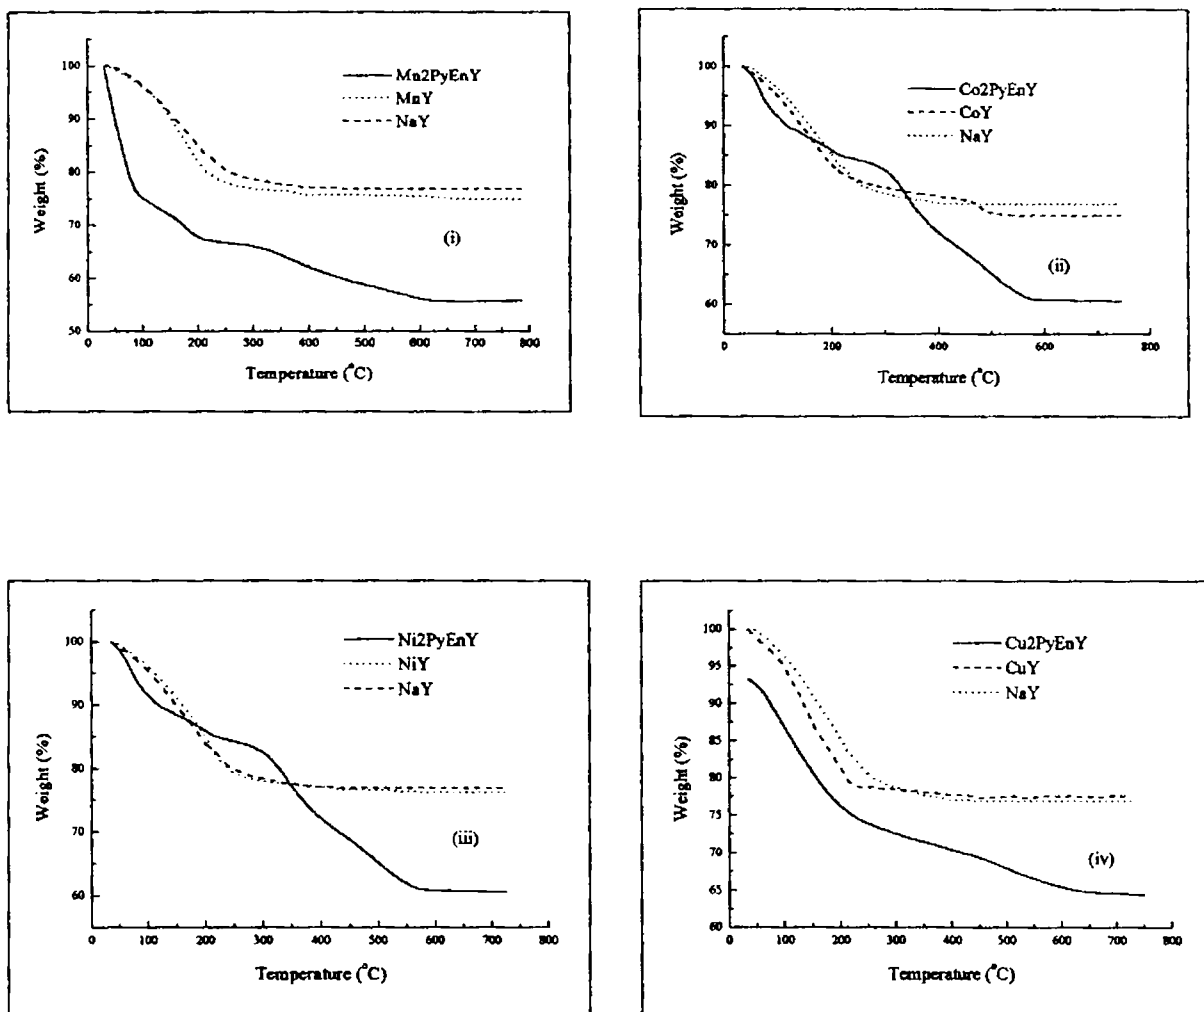 Mn2PyEnY
MnY
NaY
100
90
80
70
60
50
Weight (%)
(i)
0 100 200 300 400 500 600 700 800
Temperature (°C)
Co2PyEnY
CoY
NaY
100
90
80
70
60
Weight (%)
(ii)
0 200 400 600 800
Temperature (°C)
Ni2PyEnY
NiY
NaY
100
90
80
70
60
Weight (%)
(iii)
0 100 200 300 400 500 600 700 800
Temperature (°C)
Cu2PyEnY
CuY
NaY
100
95
90
85
80
75
70
65
60
Weight (%)
(iv)
0 100 200 300 400 500 600 700 800
Temperature (°C)